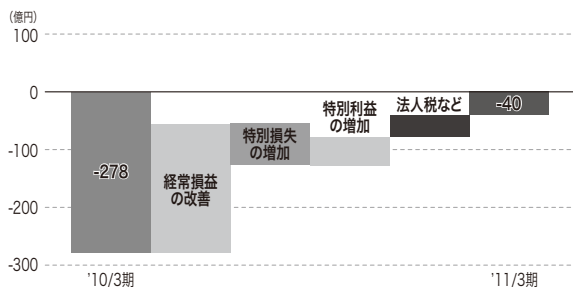 (億円)
100
0
-100
-200
-300
-278
経常損益
の改善
特別損失
の増加
特別利益
の増加
法人税など
-40
’10/3期
’11/3期